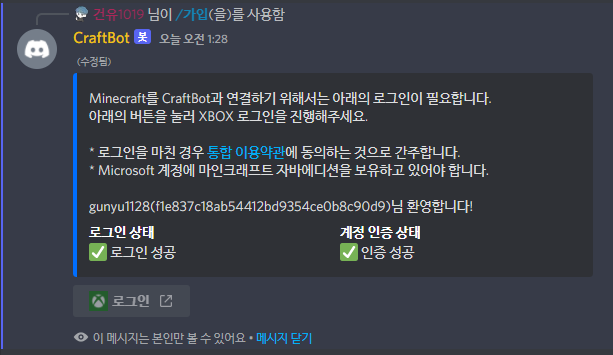 건유1019 님이 /가입(을)를 사용함
CraftBot 봇 오늘 오전 1:28
(수정됨)
Minecraft를 CraftBot과 연결하기 위해서는 아래의 로그인이 필요합니다.
아래의 버튼을 눌러 XBOX 로그인을 진행해주세요.
* 로그인을 마친 경우 통합 이용약관에 동의하는 것으로 간주합니다.
* Microsoft 계정에 마인크래프트 자바에디션을 보유하고 있어야 합니다.
gunyu1128(f1e837c18ab54412bd9354ce0b8c90d9)님 환영합니다!
로그인 상태 계정 인증 상태
✅ 로그인 성공 ✅ 인증 성공
로그인
이 메시지는 본인만 볼 수 있어요 • 메시지 닫기